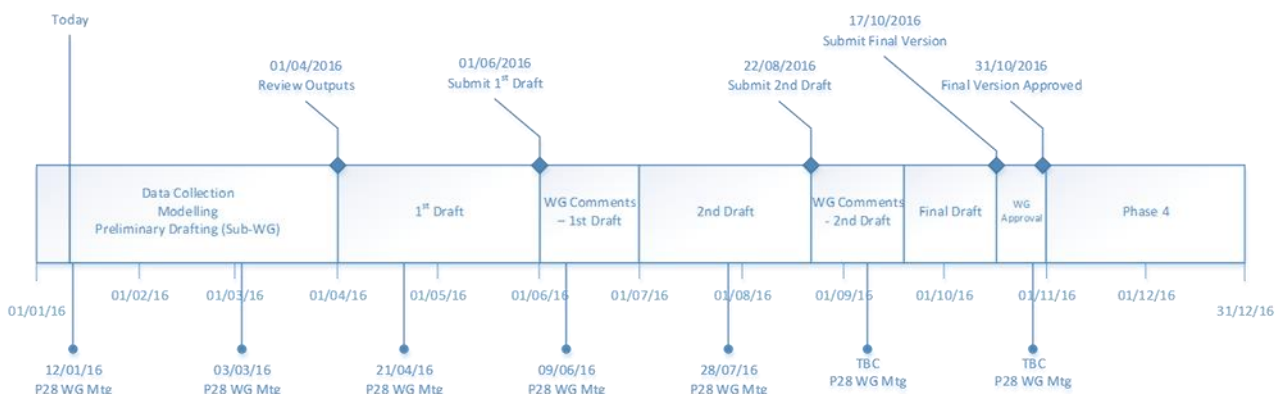 Today
01/04/2016
Review Outputs
01/06/2016
Submit 1st Draft
22/08/2016
Submit 2nd Draft
17/10/2016
Submit Final Version
31/10/2016
Final Version Approved
Data Collection
Modelling
Preliminary Drafting (Sub-WG)
1st Draft
WG Comments
– 1st Draft
2nd Draft
WG Comments
- 2nd Draft
Final Draft
WG
Approval
Phase 4
01/01/16
01/02/16
01/03/16
01/04/16
01/05/16
01/06/16
01/07/16
01/08/16
01/09/16
01/10/16
01/11/16
01/12/16
31/12/16
12/01/16
P28 WG Mtg
03/03/16
P28 WG Mtg
21/04/16
P28 WG Mtg
09/06/16
P28 WG Mtg
28/07/16
P28 WG Mtg
TBC
P28 WG Mtg
TBC
P28 WG Mtg